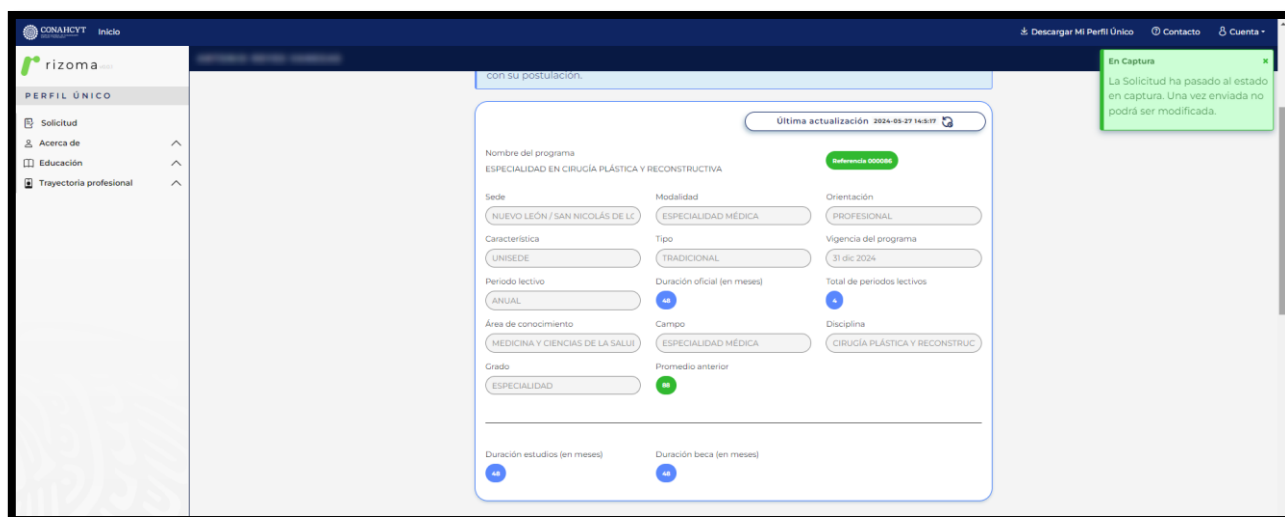 CONAHCYT Inicio
Descargar Mi Perfil Único Contacto Cuenta
rizoma
PERFIL ÚNICO
Solicitud
Acerca de
Educación
Trayectoria profesional
En Captura ×
La Solicitud ha pasado al estado
en captura. Una vez enviada no
podrá ser modificada.
con su postulación.
Última actualización 2024-05-27 14:5:17
Nombre del programa
ESPECIALIDAD EN CIRUGÍA PLÁSTICA Y RECONSTRUCTIVA
Referencia 000086
Sede Modalidad Orientación
NUEVO LEÓN / SAN NICOLÁS DE LO ESPECIALIDAD MÉDICA PROFESIONAL
Característica Tipo Vigencia del programa
UNISEDE TRADICIONAL 31 dic 2024
Periodo lectivo Duración oficial (en meses) Total de periodos lectivos
ANUAL 48 4
Área de conocimiento Campo Disciplina
MEDICINA Y CIENCIAS DE LA SALUD ESPECIALIDAD MÉDICA CIRUGÍA PLÁSTICA Y RECONSTRUC
Grado Promedio anterior
ESPECIALIDAD
Duración estudios (en meses) Duración beca (en meses)
48 48